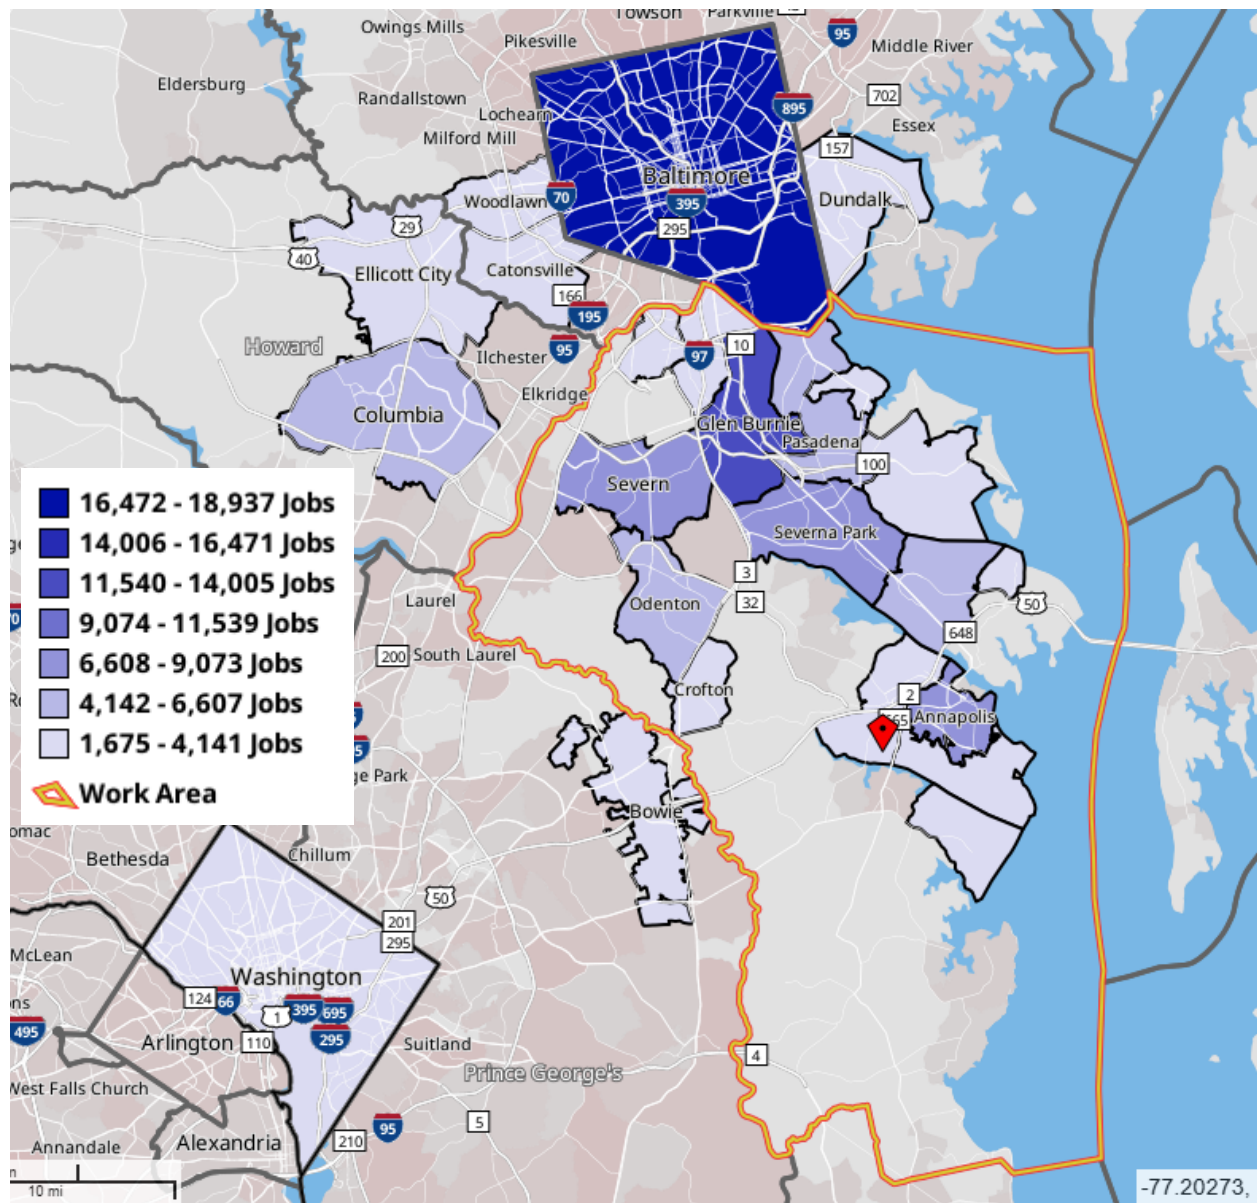 Towson
Parkville
Owings Mills
95
Pikesville
Middle River
Eldersburg
Randallstown
702
895
Lochearn
Essex
Milford Mill
157
Baltimore
70
Woodlawn
395
Dundalk
29
295
40
Ellicott City
Catonsville
166
195
Howard
Ilchester
95
97
10
Elkridge
Columbia
Glen Burnie
Pasadena
100
Severn
16,472 - 18,937 Jobs
Severna Park
14,006 - 16,471 Jobs
11,540 - 14,005 Jobs
3
Laurel
Odenton
32
50
9,074 - 11,539 Jobs
648
200
South Laurel
6,608 - 9,073 Jobs
Crofton
2
4,142 - 6,607 Jobs
Annapolis
1,675 - 4,141 Jobs
Work Area
Bowie
Bethesda
Chillum
50
201
295
McLean
Washington
124
66
395
695
1
495
295
Arlington
110
Suitland
4
Prince George's
West Falls Church
5
95
Annandale
Alexandria
210
10 mi
-77.20273,